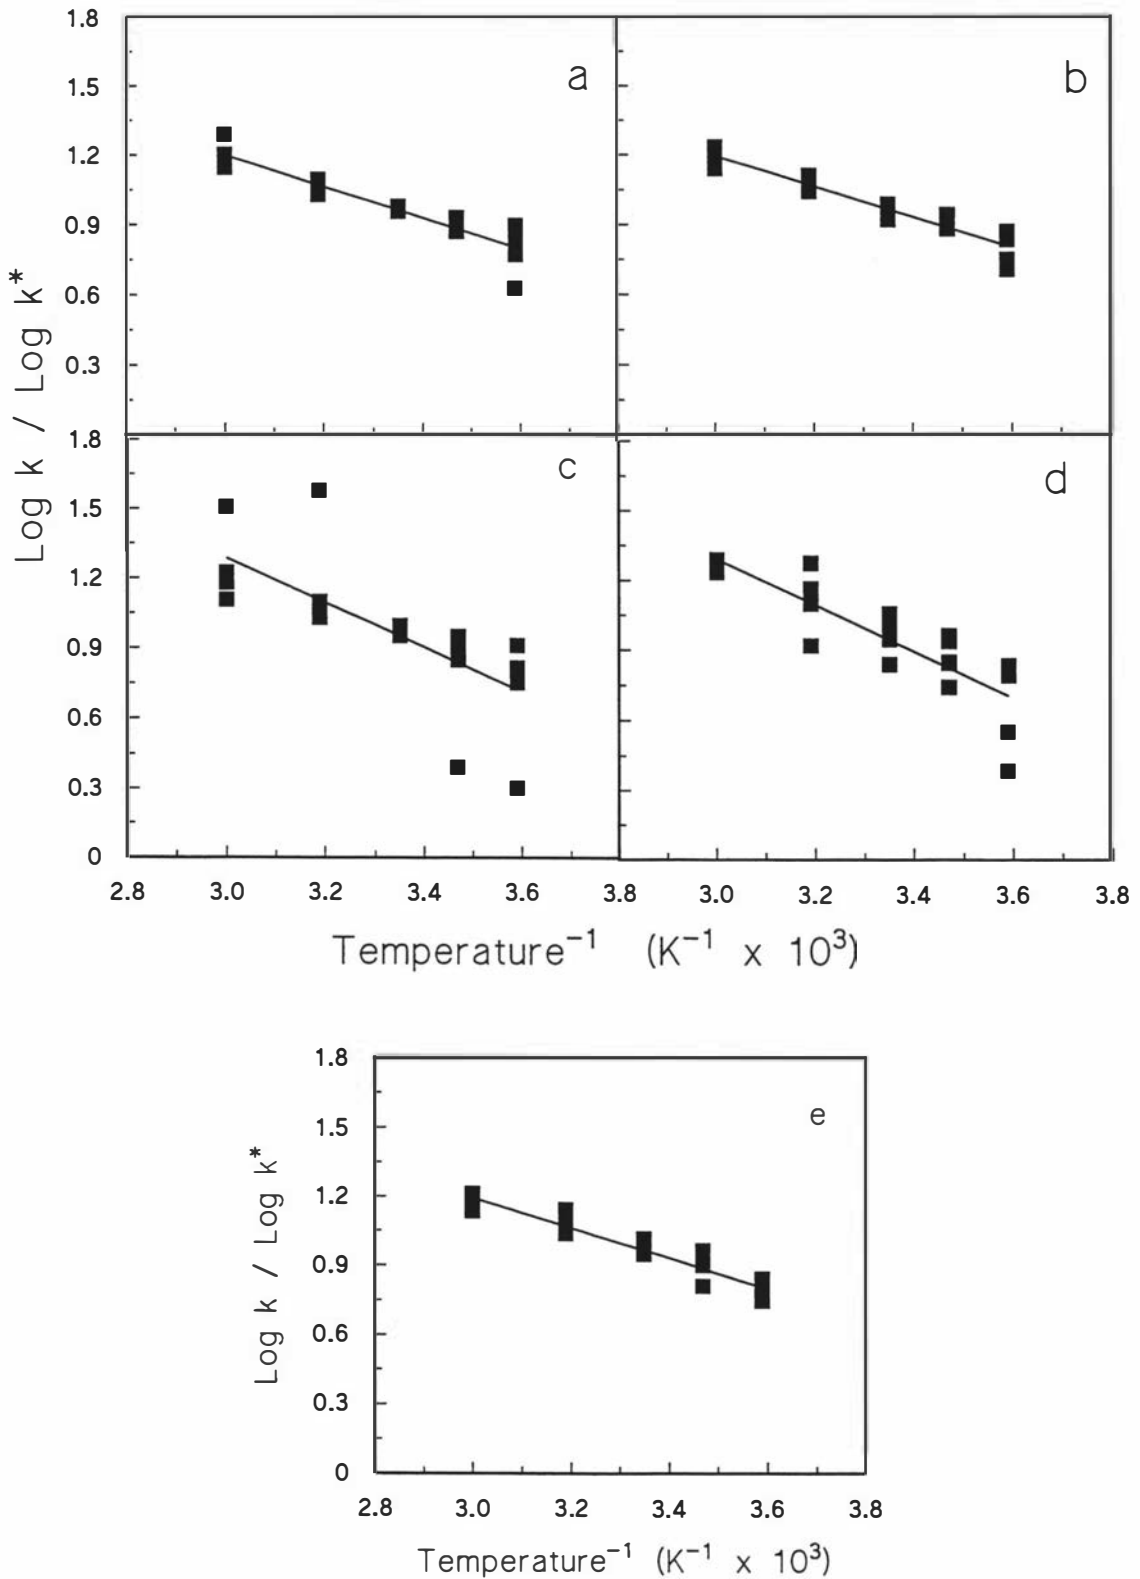 1.8
a
b
1.5
1.2
0.9
0.6
0.3
Log k / Log k*
1.8
c
d
1.5
1.2
0.9
0.6
0.3
0
2.8 3.0 3.2 3.4 3.6 3.8 3.0 3.2 3.4 3.6 3.8
Temperature⁻¹ (K⁻¹ x 10³)
1.8
e
1.5
1.2
0.9
0.6
0.3
0
Log k / Log k*
2.8 3.0 3.2 3.4 3.6 3.8
Temperature⁻¹ (K⁻¹ x 10³)